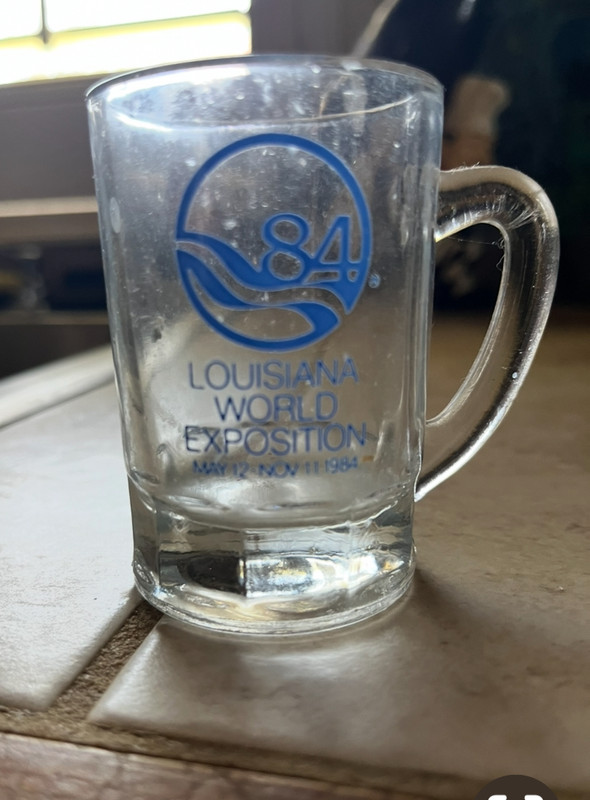 84
LOUISIANA
WORLD
EXPOSITION
MAY 12 - NOV 11 1984